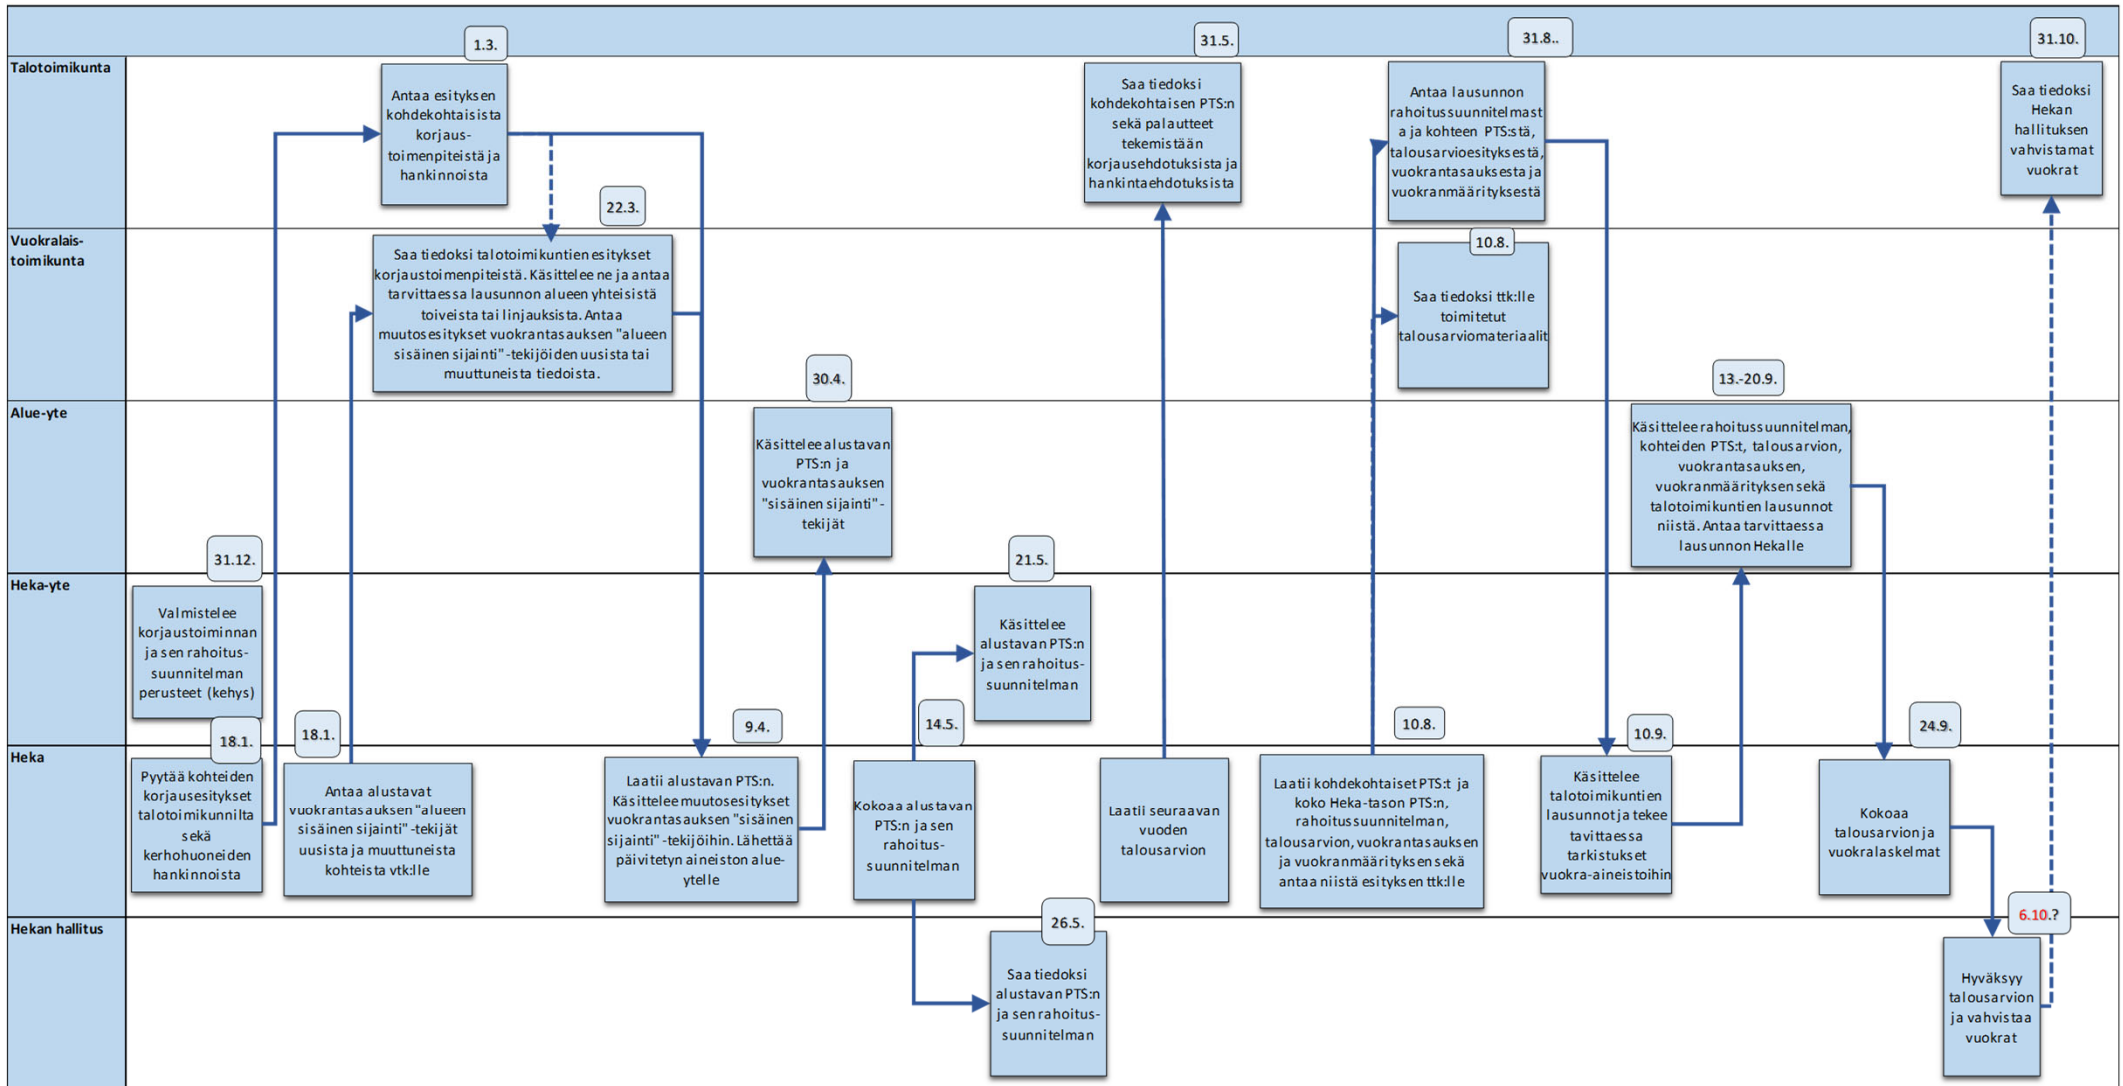 1.3.
31.5.
31.8..
31.10.
Talotoimikunta
Antaa esityksen
kohdekohtaisista
korjaus-
toimenpiteistä ja
hankinnoista
Saa tiedoksi
kohdekohtaisen PTS:n
sekä palautteet
tekemistään
korjausehdotuksista ja
hankintaehdotuksista
Antaa lausunnon
rahoitussuunnitelmast
a ja kohteen PTS:stä,
talousarvioesityksestä,
vuokrantasauksesta ja
vuokranmäärityksestä
Saa tiedoksi
Hekan
hallituksen
vahvistamat
vuokrat
Vuokralais-
toimikunta
22.3.
Saa tiedoksi talotoimikuntien esitykset
korjaustoimenpiteistä. Käsittelee ne ja antaa
tarvittaessa lausunnon alueen yhteisistä
toiveista tai linjauksista. Antaa
muutosesitykset vuokrantasauksen "alueen
sisäinen sijainti" -tekijöiden uusista tai
muuttuneista tiedoista.
10.8.
Saa tiedoksi ttk:lle
toimitetut
talousarviomateriaalit
Alue-yte
30.4.
Käsittelee alustavan
PTS:n ja
vuokrantasauksen
"sisäinen sijainti" -
tekijät
13.-20.9.
Käsittelee rahoitussuunnitelman,
kohteiden PTS:t, talousarvion,
vuokrantasauksen,
vuokranmäärityksen sekä
talotoimikuntien lausunnot
niistä. Antaa tarvittaessa
lausunnon Hekalle
Heka-yte
31.12.
Valmistelee
korjaustoiminnan
ja sen rahoitus-
suunnitelman
perusteet (kehys)
21.5.
Käsittelee
alustavan PTS:n
ja sen rahoitus-
suunnitelman
Heka
18.1.
Pyytää kohteiden
korjausesitykset
talotoimikunnilta
sekä
kerhohuoneiden
hankinnoista
18.1.
Antaa alustavat
vuokrantasauksen "alueen
sisäinen sijainti" -tekijät
uusista ja muuttuneista
kohteista vtk:lle
9.4.
Laatii alustavan PTS:n.
Käsittelee muutosesitykset
vuokrantasauksen "sisäinen
sijainti" -tekijöihin. Lähettää
päivitetyn aineiston alue-
ytelle
14.5.
Kokoaa alustavan
PTS:n ja sen
rahoitus-
suunnitelman
Laatii seuraavan
vuoden
talousarvion
10.8.
Laatii kohdekohtaiset PTS:t ja
koko Heka-tason PTS:n,
rahoitussuunnitelman,
talousarvion, vuokrantasauksen
ja vuokranmäärityksen sekä
antaa niistä esityksen ttk:lle
10.9.
Käsittelee
talotoimikuntien
lausunnot ja tekee
tavittaessa
tarkistukset
vuokra-aineistoihin
24.9.
Kokoaa
talousarvion ja
vuokralaskelmat
Hekan hallitus
26.5.
Saa tiedoksi
alustavan PTS:n
ja sen rahoitus-
suunnitelman
6.10.?
Hyväksyy
talousarvion
ja vahvistaa
vuokrat